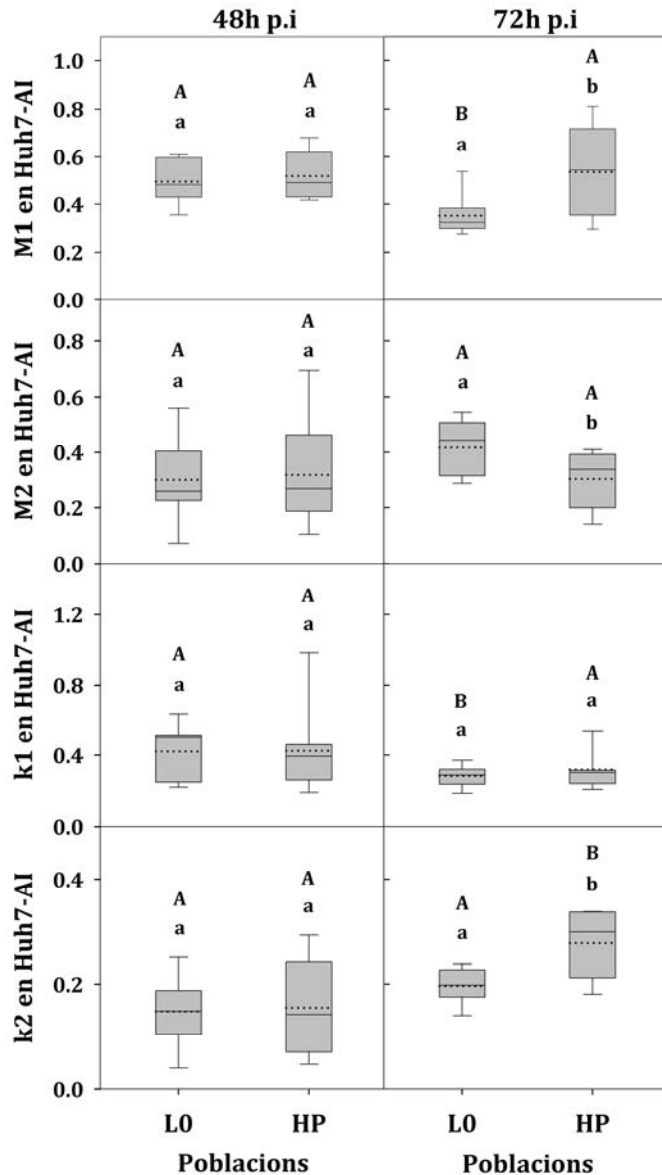 48h p.i 72h p.i
M1 en Huh7-AI
1.0
0.8
0.6
0.4
0.2
0.0
A A B A
a a a b
M2 en Huh7-AI
0.8
0.6
0.4
0.2
0.0
A A A A
a a a b
k1 en Huh7-AI
1.2
0.8
0.4
0.0
A A B A
a a a a
k2 en Huh7-AI
0.4
0.2
0.0
A A A B
a a a b
L0 HP L0 HP
Poblacions Poblacions